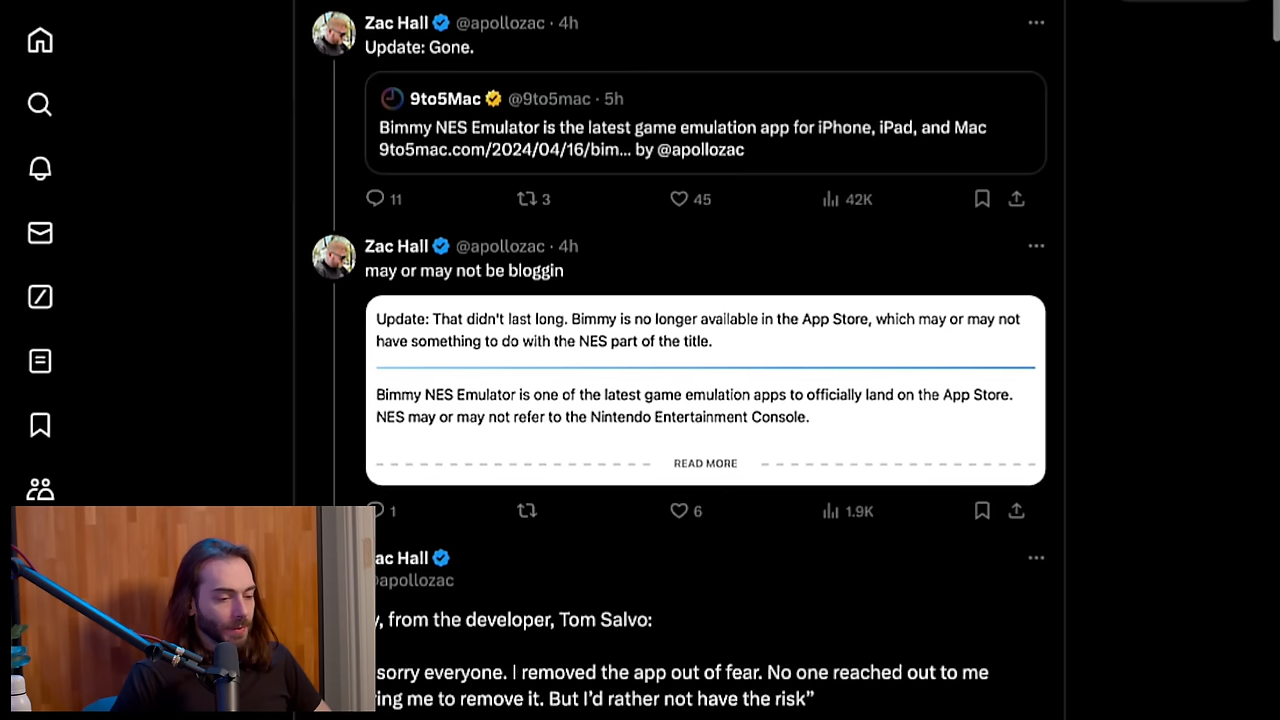 Zac Hall @apollozac · 4h
Update: Gone.
9to5Mac @9to5mac · 5h
Bimmy NES Emulator is the latest game emulation app for iPhone, iPad, and Mac
9to5mac.com/2024/04/16/bim... by @apollozac
11 3 45 42K
Zac Hall @apollozac · 4h
may or may not be bloggin
Update: That didn't last long. Bimmy is no longer available in the App Store, which may or may not
have something to do with the NES part of the title.
Bimmy NES Emulator is one of the latest game emulation apps to officially land on the App Store.
NES may or may not refer to the Nintendo Entertainment Console.
READ MORE
1 6 1.9K
ac Hall
apollozac
, from the developer, Tom Salvo:
sorry everyone. I removed the app out of fear. No one reached out to me
ing me to remove it. But I'd rather not have the risk”